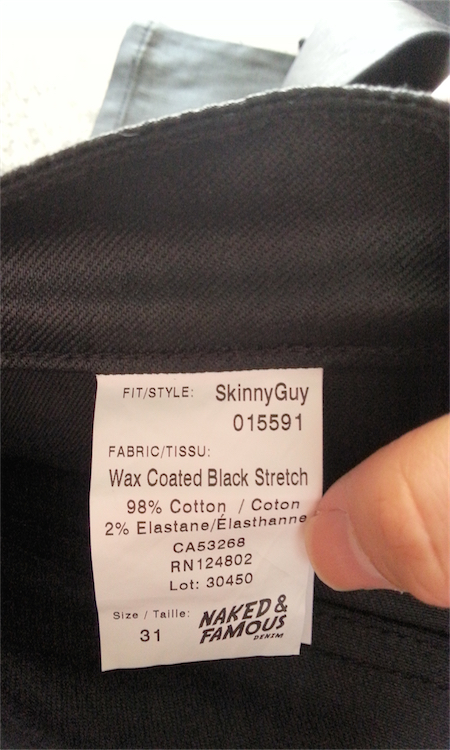 FIT/STYLE: SkinnyGuy
015591
FABRIC/TISSU:
Wax Coated Black Stretch
98% Cotton / Coton
2% Elastane/Élasthanne
CA53268
RN124802
Lot: 30450
Size / Taille:
31
NAKED &
FAMOUS
DENIM